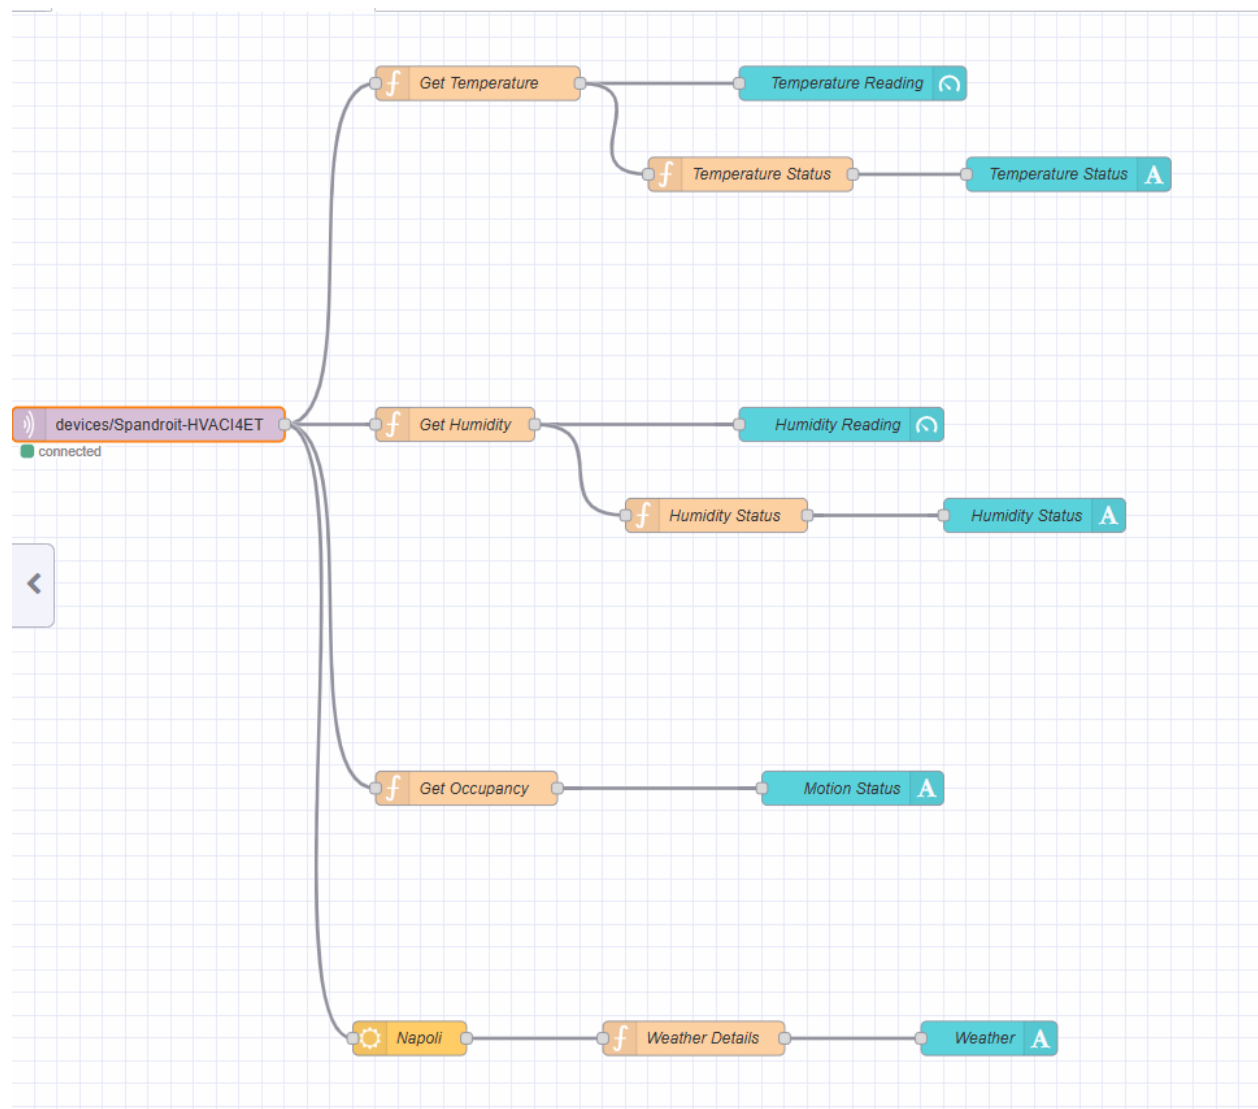 Get Temperature
Temperature Reading
Temperature Status
Temperature Status
devices/Spandroit-HVACI4ET
connected
Get Humidity
Humidity Reading
Humidity Status
Humidity Status
Get Occupancy
Motion Status
Napoli
Weather Details
Weather